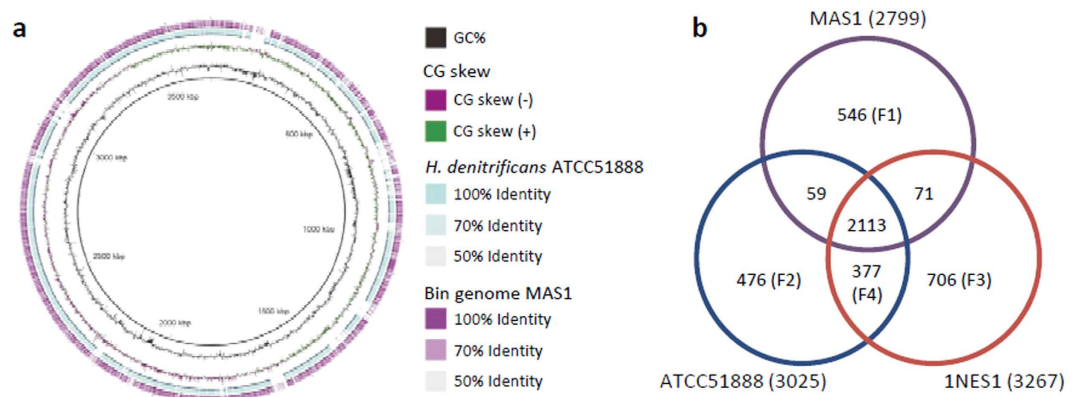 a
3500 kbp
500 kbp
3000 kbp
1000 kbp
2500 kbp
1500 kbp
2000 kbp
GC%
CG skew
CG skew (-)
CG skew (+)
H. denitrificans ATCC51888
100% Identity
70% Identity
50% Identity
Bin genome MAS1
100% Identity
70% Identity
50% Identity
b
MAS1 (2799)
546 (F1)
59
71
2113
476 (F2)
377
(F4)
706 (F3)
ATCC51888 (3025)
1NES1 (3267)